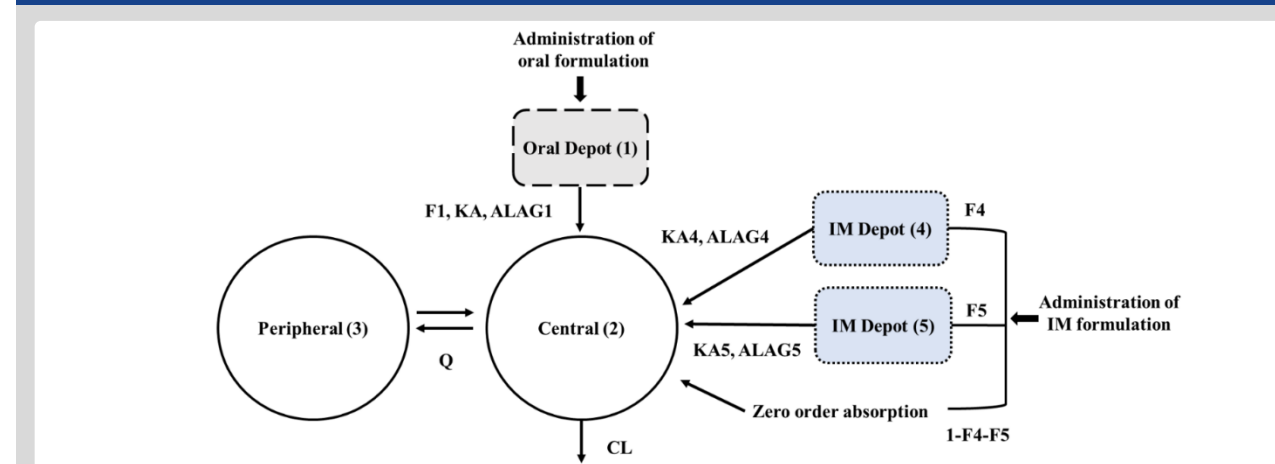 Administration of
oral formulation
Oral Depot (1)
F1, KA, ALAG1
IM Depot (4)
F4
KA4, ALAG4
Peripheral (3)
Central (2)
IM Depot (5)
F5
Administration of
IM formulation
KA5, ALAG5
Q
Zero order absorption
1-F4-F5
CL